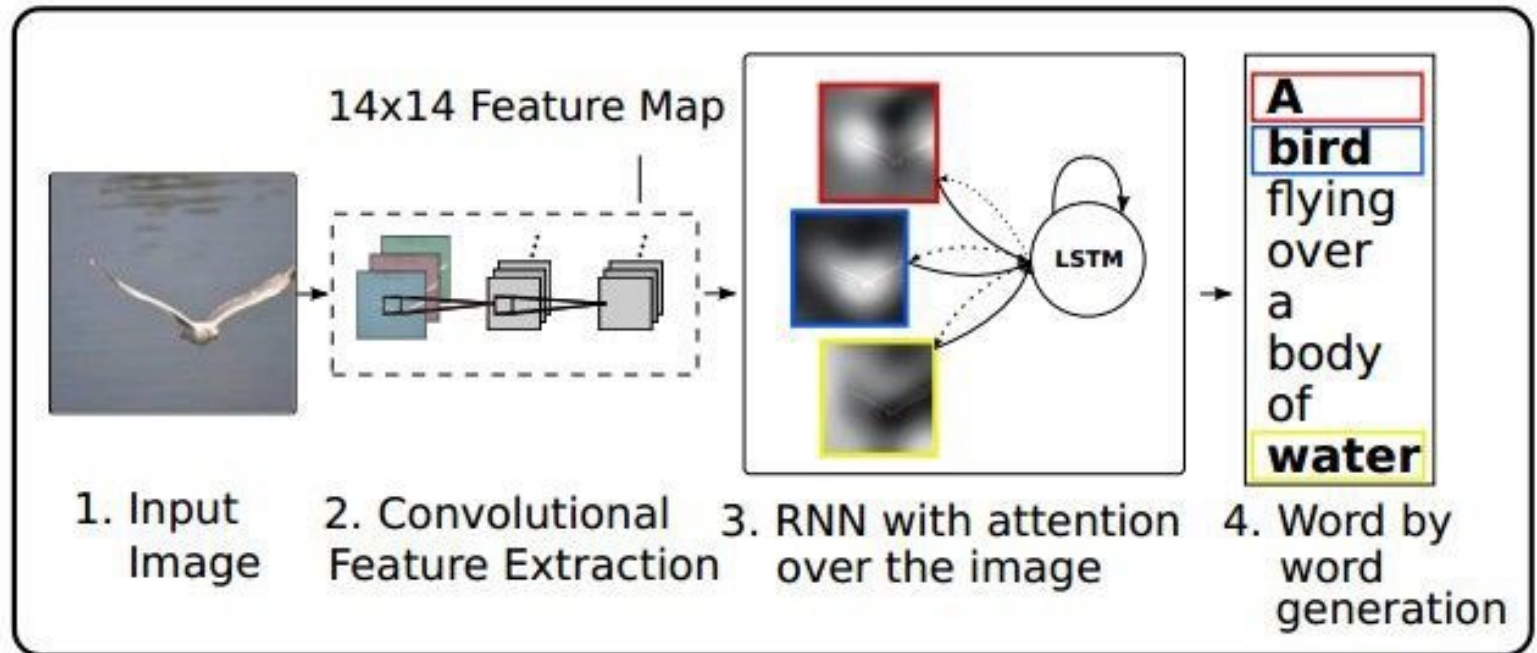 14x14 Feature Map
LSTM
A
bird
flying
over
a
body
of
water
1. Input
Image
2. Convolutional
Feature Extraction
3. RNN with attention
over the image
4. Word by
word
generation